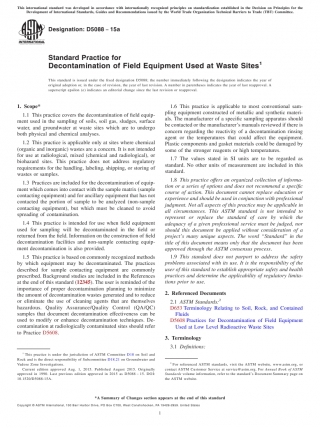 This international standard was developed in accordance with internationally recognized principles on standardization established in the Decision on Principles for the
Development of International Standards, Guides and Recommendations issued by the World Trade Organization Technical Barriers to Trade (TBT) Committee.
Designation: D5088 − 15a
Standard Practice for
Decontamination of Field Equipment Used at Waste Sites1
This standard is issued under the fixed designation D5088; the number immediately following the designation indicates the year of
original adoption or, in the case of revision, the year of last revision. A number in parentheses indicates the year of last reapproval. A
superscript epsilon (ε) indicates an editorial change since the last revision or reapproval.
1. Scope*
1.1 This practice covers the decontamination of field equip-
ment used in the sampling of soils, soil gas, sludges, surface
water, and groundwater at waste sites which are to undergo
both physical and chemical analyses.
1.2 This practice is applicable only at sites where chemical
(organic and inorganic) wastes are a concern. It is not intended
for use at radiological, mixed chemical and radiological, or
biohazard sites. This practice does not address regulatory
requirements for the handling, labeling, shipping, or storing of
wastes or samples.
1.3 Practices are included for the decontamination of equip-
ment which comes into contact with the sample matrix (sample
contacting equipment) and for ancillary equipment that has not
contacted the portion of sample to be analyzed (non-sample
contacting equipment), but which must be cleaned to avoid
spreading of contamination.
1.4 This practice is intended for use when field equipment
used for sampling will be decontaminated in the field or
returned from the field. Information on the construction of field
decontamination facilities and non-sample contacting equip-
ment decontamination is also provided.
1.5 This practice is based on commonly recognized methods
by which equipment may be decontaminated. The practices
described for sample contacting equipment are commonly
prescribed. Background studies are included in the References
at the end of this standard (12345). The user is reminded of the
importance of proper decontamination planning to minimize
the amount of decontamination wastes generated and to reduce
or eliminate the use of cleaning agents that are themselves
hazardous. Quality Assurance/Quality Control (QA/QC)
samples that document decontamination effectiveness can be
used to modify or enhance decontamination techniques. De-
contamination at radiologically contaminated sites should refer
to Practice D5608.
1 This practice is under the jurisdiction of ASTM Committee D18 on Soil and
Rock and is the direct responsibility of Subcommittee D18.21 on Groundwater and
Vadose Zone Investigations.
Current edition approved Aug. 1, 2015. Published August 2015. Originally
10.1520/D5088-15A.
1.6 This practice is applicable to most conventional sam-
pling equipment constructed of metallic and synthetic materi-
als. The manufacturer of a specific sampling apparatus should
be contacted or the manufacturer's manuals reviewed if there is
concern regarding the reactivity of a decontamination rinsing
agent or the temperatures that could affect the equipment.
Plastic components and gasket materials could be damaged by
some of the stronger reagents or high temperatures.
1.7 The values stated in SI units are to be regarded as
standard. No other units of measurement are included in this
standard.
1.8 This practice offers an organized collection of informa-
tion or a series of options and does not recommend a specific
course of action. This document cannot replace education or
experience and should be used in conjunction with professional
judgment. Not all aspects of this practice may be applicable in
all circumstances. This ASTM standard is not intended to
represent or replace the standard of care by which the
adequacy of a given professional service must be judged, nor
should this document be applied without consideration of a
project's many unique aspects. The word "Standard" in the
title of this document means only that the document has been
approved through the ASTM consensus process.
1.9 This standard does not purport to address the safety
problems associated with its use. It is the responsibility of the
user of this standard to establish appropriate safety and health
practices and determine the applicability of regulatory limita-
tions prior to use.
2. Referenced Documents
2.1 ASTM Standards:2
D653 Terminology Relating to Soil, Rock, and Contained
Fluids
D5608 Practices for Decontamination of Field Equipment
Used at Low Level Radioactive Waste Sites
3. Terminology
3.1 Definitions:
2 For referenced ASTM standards, visit the ASTM website, www.astm.org, or
contact ASTM Customer Service at service@astm.org. For Annual Book of ASTM
Standards volume information, refer to the standard's Document Summary page on
the ASTM website.
*A Summary of Changes section appears at the end of this standard
Copyright © ASTM International, 100 Barr Harbor Drive, PO Box C700, West Conshohocken, PA 19428-2959. United States
1